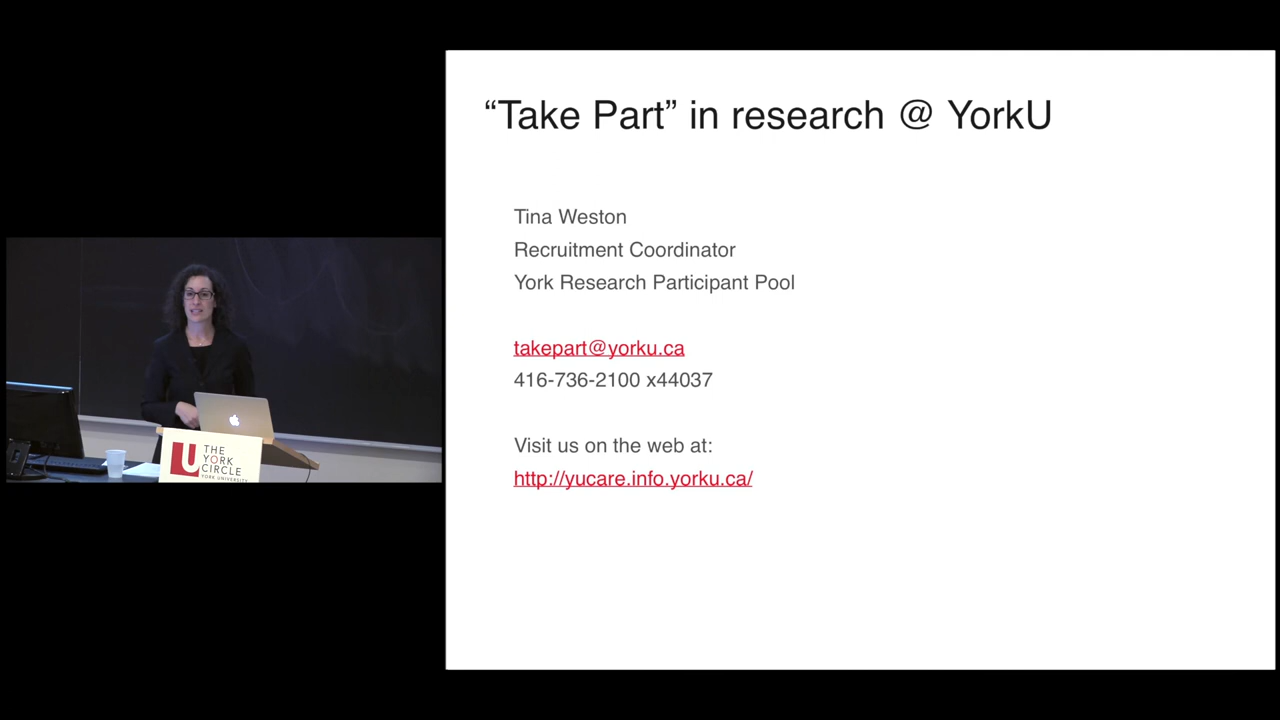 “Take Part” in research @ YorkU
Tina Weston
Recruitment Coordinator
York Research Participant Pool
takepart@yorku.ca
416-736-2100 x44037
Visit us on the web at:
http://yucare.info.yorku.ca/
U
THE
YORK
CIRCLE
YORK UNIVERSITY